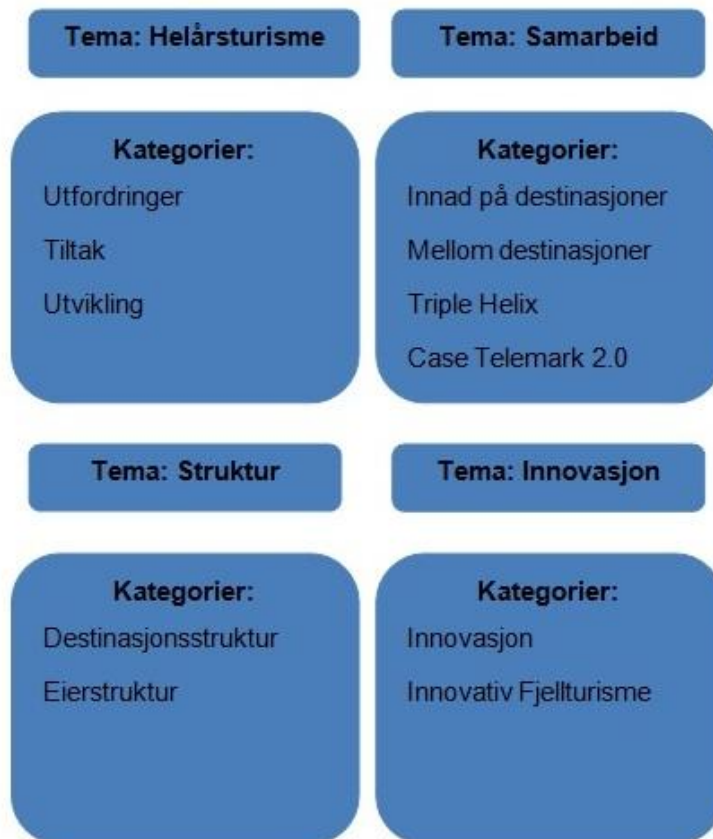 Tema: Helårsturisme
Kategorier:
Utfordringer
Tiltak
Utvikling
Tema: Samarbeid
Kategorier:
Innad på destinasjoner
Mellom destinasjoner
Triple Helix
Case Telemark 2.0
Tema: Struktur
Kategorier:
Destinasjonsstruktur
Eierstruktur
Tema: Innovasjon
Kategorier:
Innovasjon
Innovativ Fjellturisme